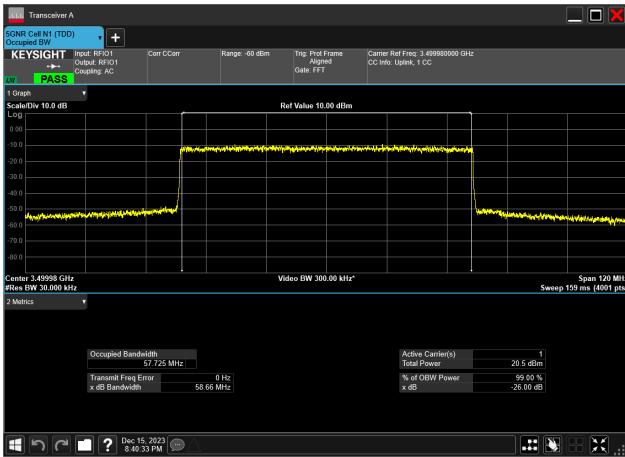 Transceiver A
5GNR Cell N1 (TDD)
Occupied BW
KEYSIGHT
PASS
Input: RFIO1
Output: RFIO1
Coupling: AC
Corr CCorr
Range: -60 dBm
Trig: Prot Frame
Aligned
Gate: FFT
Carrier Ref Freq: 3.499980000 GHz
CC Info: Uplink, 1 CC
1 Graph
Scale/Div 10.0 dB
Ref Value 10.00 dBm
Log
0.00
-10.0
-20.0
-30.0
-40.0
-50.0
-60.0
-70.0
-80.0
Center 3.49998 GHz
Video BW 300.00 kHz*
Span 120 MH
#Res BW 30.000 kHz
Sweep 159 ms (4001 pts
2 Metrics
Occupied Bandwidth
57.725 MHz
Transmit Freq Error 0 Hz
x dB Bandwidth 58.66 MHz
Active Carrier(s) 1
Total Power 20.5 dBm
% of OBW Power 99.00 %
x dB -26.00 dB
?
Dec 15, 2023
8:40:33 PM